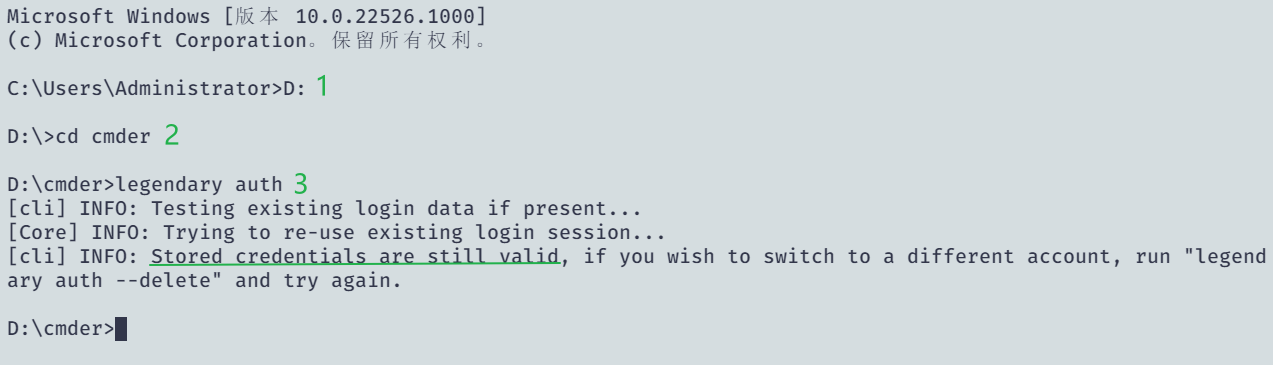 Microsoft Windows [版本 10.0.22526.1000]
(c) Microsoft Corporation。保留所有权利。
C:\Users\Administrator>D: 1
D:\>cd cmder 2
D:\cmder>legendary auth 3
[cli] INFO: Testing existing login data if present...
[Core] INFO: Trying to re-use existing login session...
[cli] INFO: Stored credentials are still valid, if you wish to switch to a different account, run "legend
ary auth --delete" and try again.
D:\cmder>